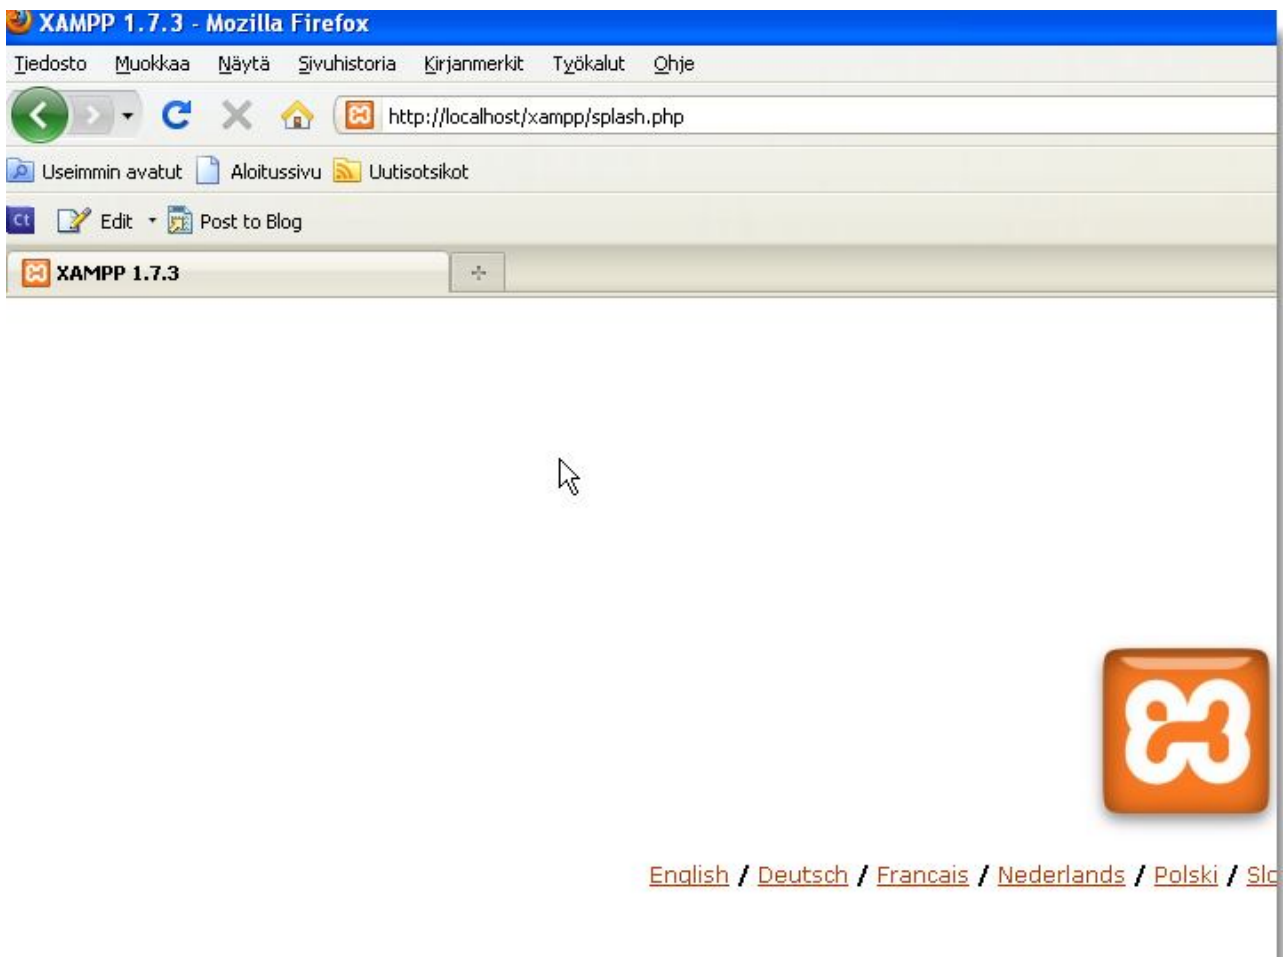 XAMPP 1.7.3 - Mozilla Firefox
Tiedosto Muokkaa Näytä Sivuhistoria Kirjanmerkit Työkalut Ohje
http://localhost/xampp/splash.php
Useimmin avatut Aloitussivu Uutisotsikot
Ct Edit Post to Blog
XAMPP 1.7.3
English / Deutsch / Francais / Nederlands / Polski /